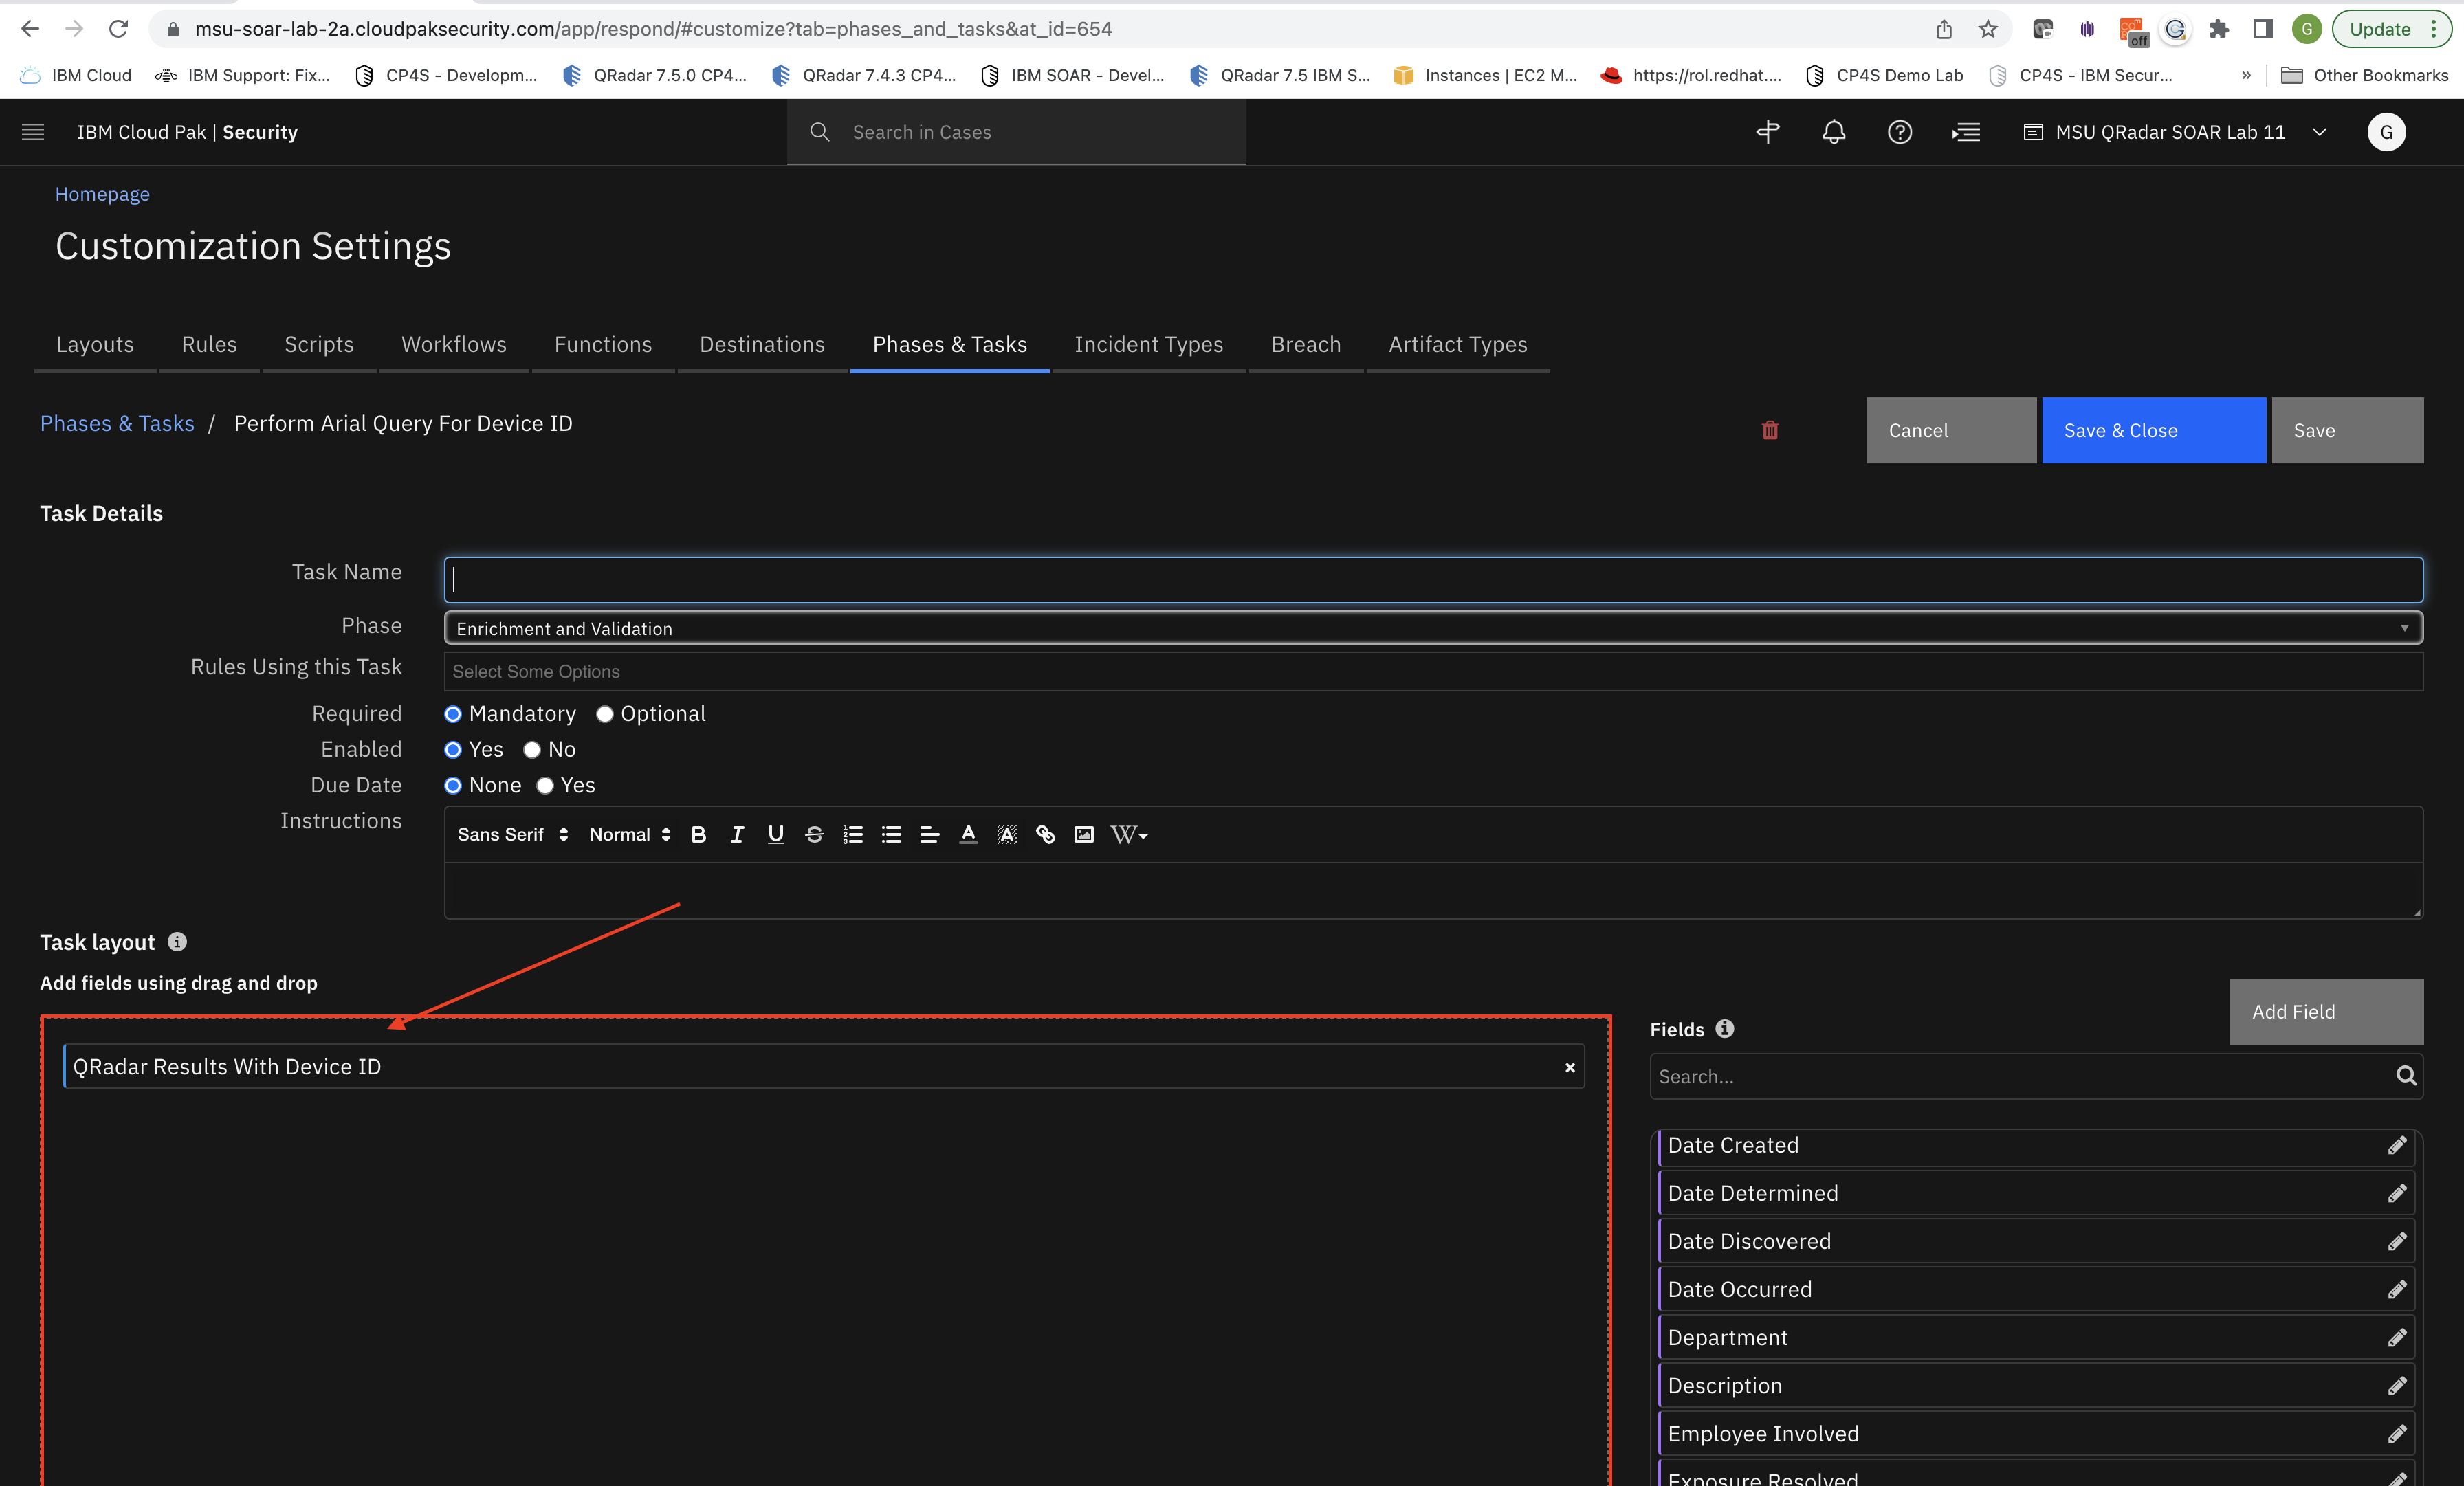 msu-soar-lab-2a.cloudpaksecurity.com/app/respond/#customize?tab=phases_and_tasks&at_id=654
off
G
Update
IBM Cloud
IBM Support: Fix...
CP4S - Developm...
QRadar 7.5.0 CP4...
QRadar 7.4.3 CP4...
IBM SOAR - Devel...
QRadar 7.5 IBM S...
Instances | EC2 M...
https://rol.redhat....
CP4S Demo Lab
CP4S - IBM Secur...
»
Other Bookmarks
IBM Cloud Pak | Security
Search in Cases
MSU QRadar SOAR Lab 11
G
Homepage
Customization Settings
Layouts
Rules
Scripts
Workflows
Functions
Destinations
Phases & Tasks
Incident Types
Breach
Artifact Types
Phases & Tasks / Perform Arial Query For Device ID
Cancel
Save & Close
Save
Task Details
Task Name
Phase
Enrichment and Validation
Rules Using this Task
Select Some Options
Required
Mandatory
Optional
Enabled
Yes
No
Due Date
None
Yes
Instructions
Sans Serif
Normal
B
I
U
S
A
A
W
Task layout
Add fields using drag and drop
QRadar Results With Device ID
×
Fields
Add Field
Search...
Date Created
Date Determined
Date Discovered
Date Occurred
Department
Description
Employee Involved
Exposure Resolved